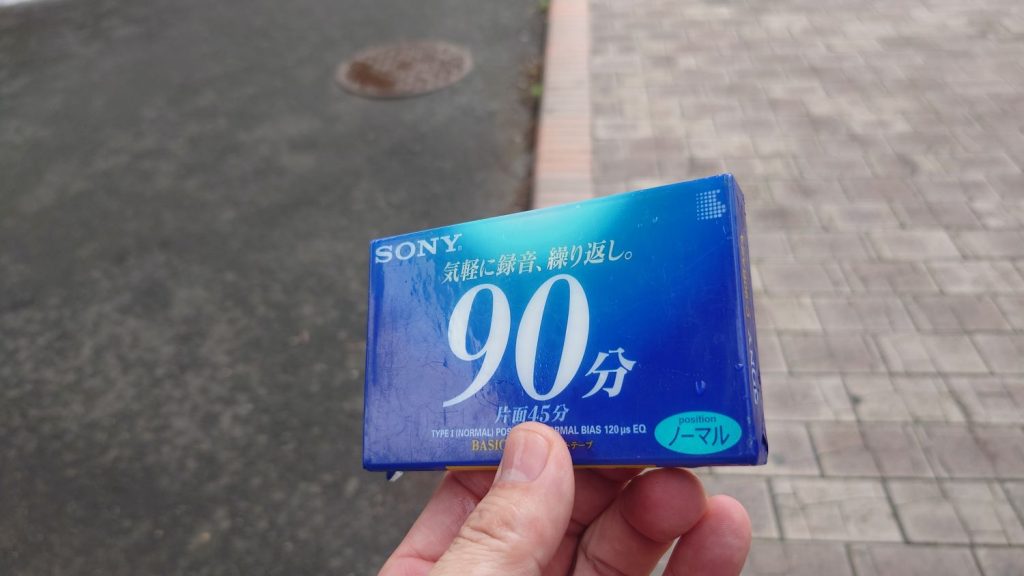 SONY
気軽に録音、繰り返し。
90分
片面45分
TYPE I (NORMAL) BIAS 120 μs EQ
position
ノーマル
BASIC テープ